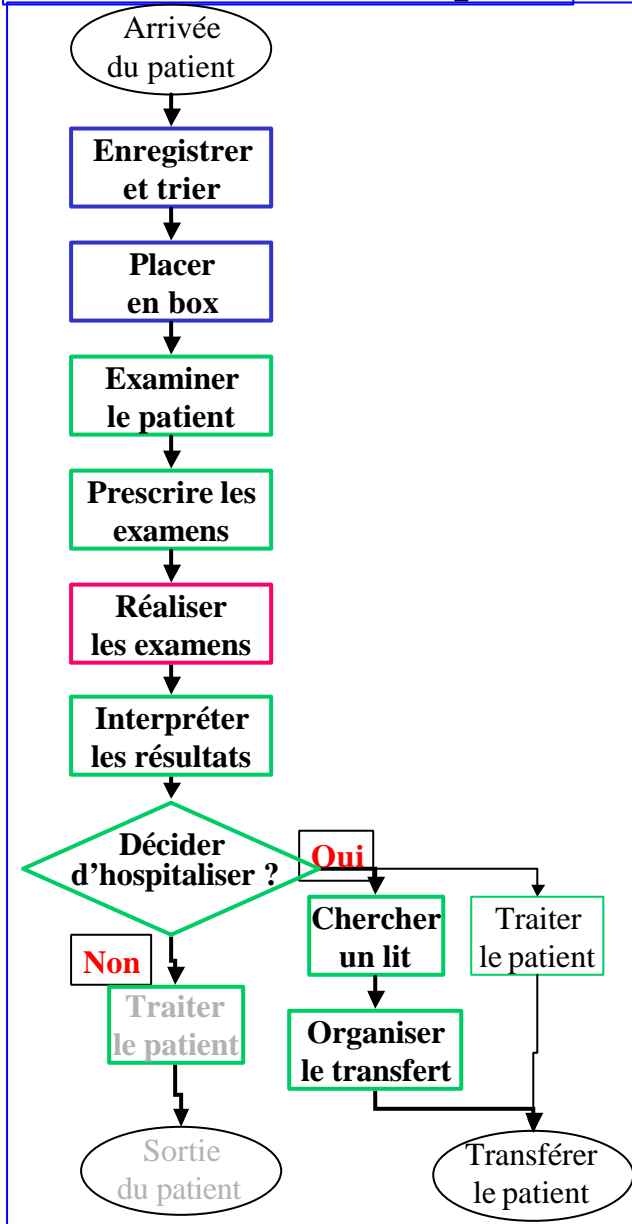 Arrivée
du patient
Enregistrer
et trier
Placer
en box
Examiner
le patient
Prescrire les
examens
Réaliser
les examens
Interpréter
les résultats
Décider
d’hospitaliser ?
Oui
Non
Chercher
un lit
Traiter
le patient
Traiter
le patient
Organiser
le transfert
Sortie
du patient
Transférer
le patient